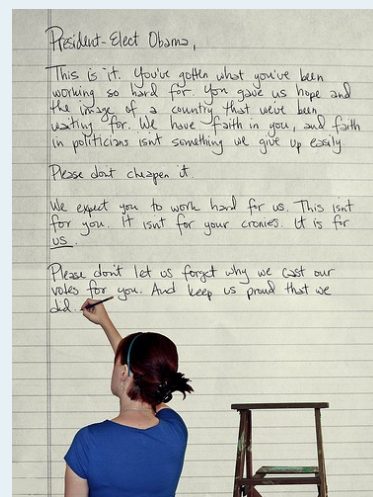 President-Elect Obama,
This is it. You've gotten what you've been
working so hard for. You gave us hope and
the image of a country that we've been
waiting for. We have faith in you, and faith
in politicians isn't something we give up easily
Please dont cheapen it.
We expect you to work hard for us. This isnt
for you. It isnt for your cronies. It is for
us.
Please don't let us forget why we cast our
votes for you. And keep us proud that we
did.